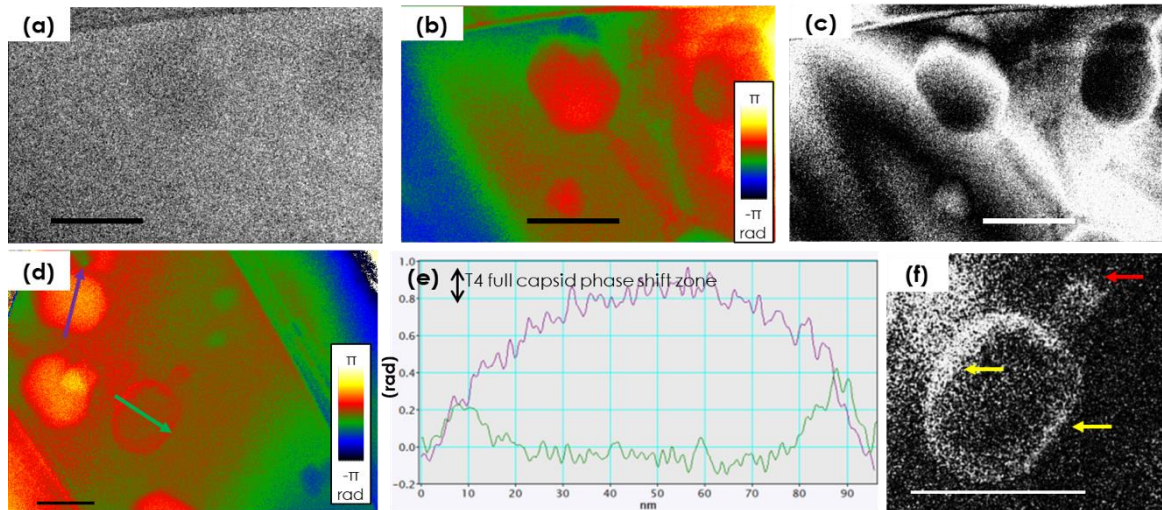 (a)
(b)
π
-π
rad
(c)
(d)
π
-π
rad
(e)
T4 full capsid phase shift zone
(rad)
1.0
0.8
0.6
0.4
0.2
0.0
-0.2
0 10 20 30 40 50 60 70 80 90
nm
(f)